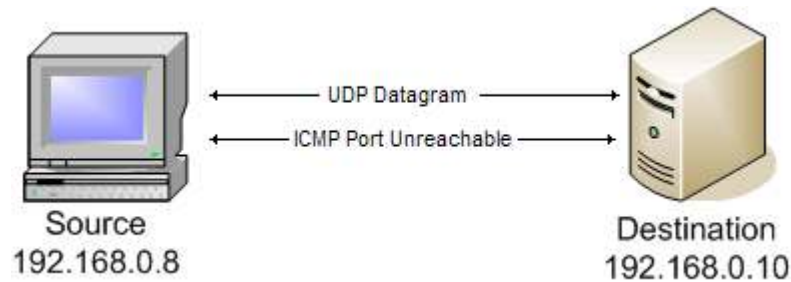 UDP Datagram
ICMP Port Unreachable
Source
192.168.0.8
Destination
192.168.0.10